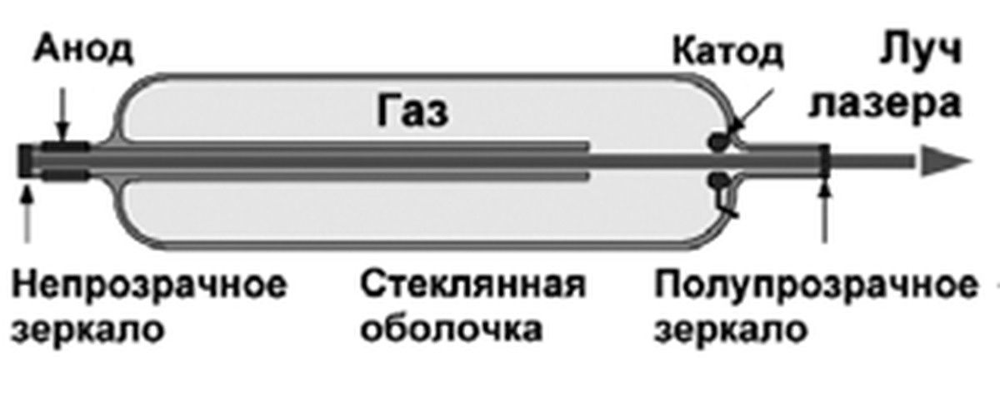 Анод
Катод
Луч
лазера
Газ
Непрозрачное
зеркало
Стеклянная
оболочка
Полупрозрачное
зеркало